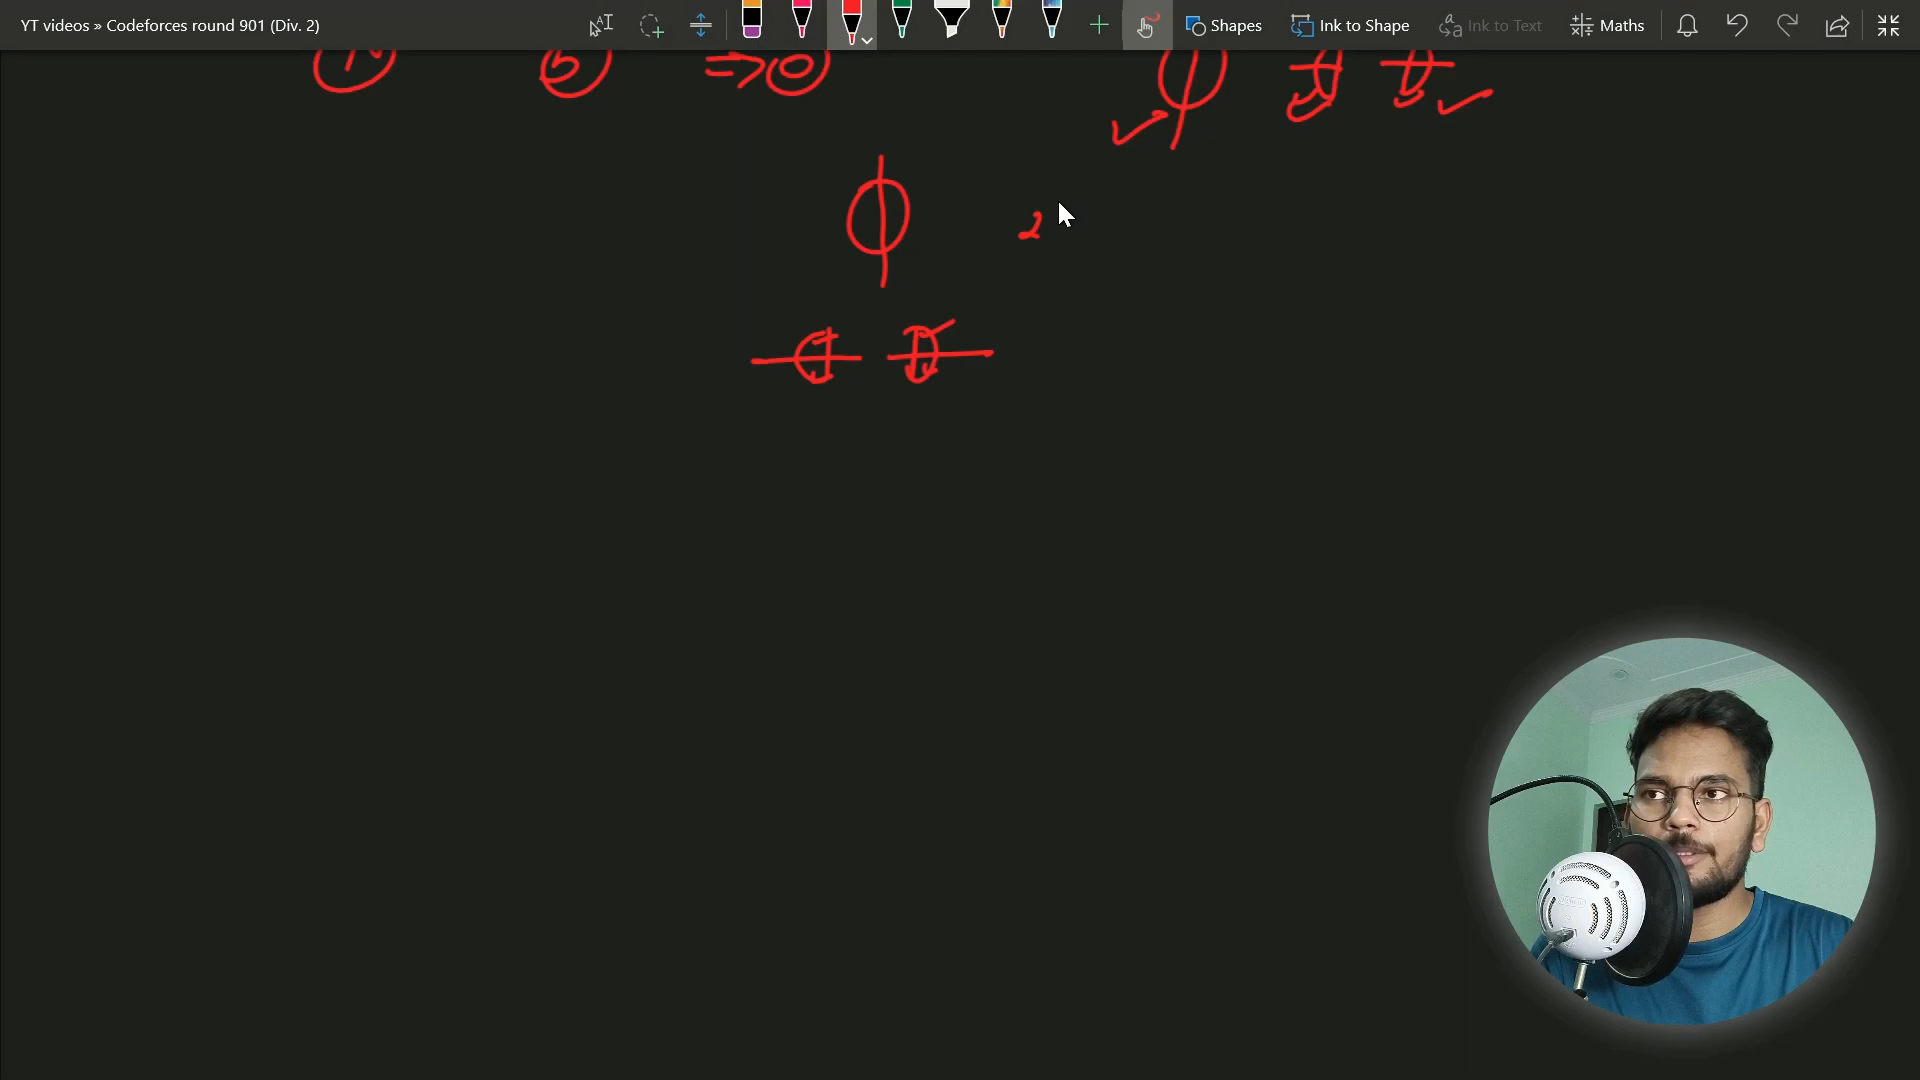 YT videos » Codeforces round 901 (Div. 2)
Shapes
Ink to Shape
Ink to Text
Maths
5 => 0
2